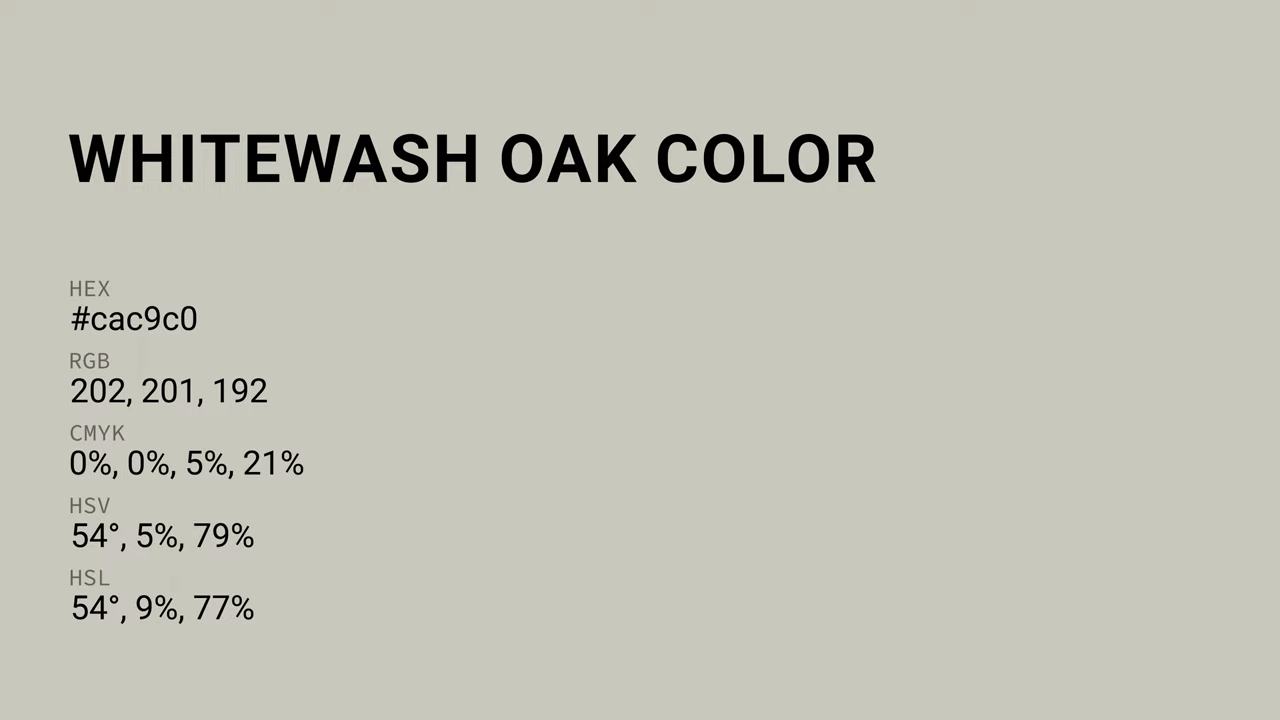 WHITEWASH OAK COLOR
HEX
#cac9c0
RGB
202, 201, 192
CMYK
0%, 0%, 5%, 21%
HSV
54°, 5%, 79%
HSL
54°, 9%, 77%